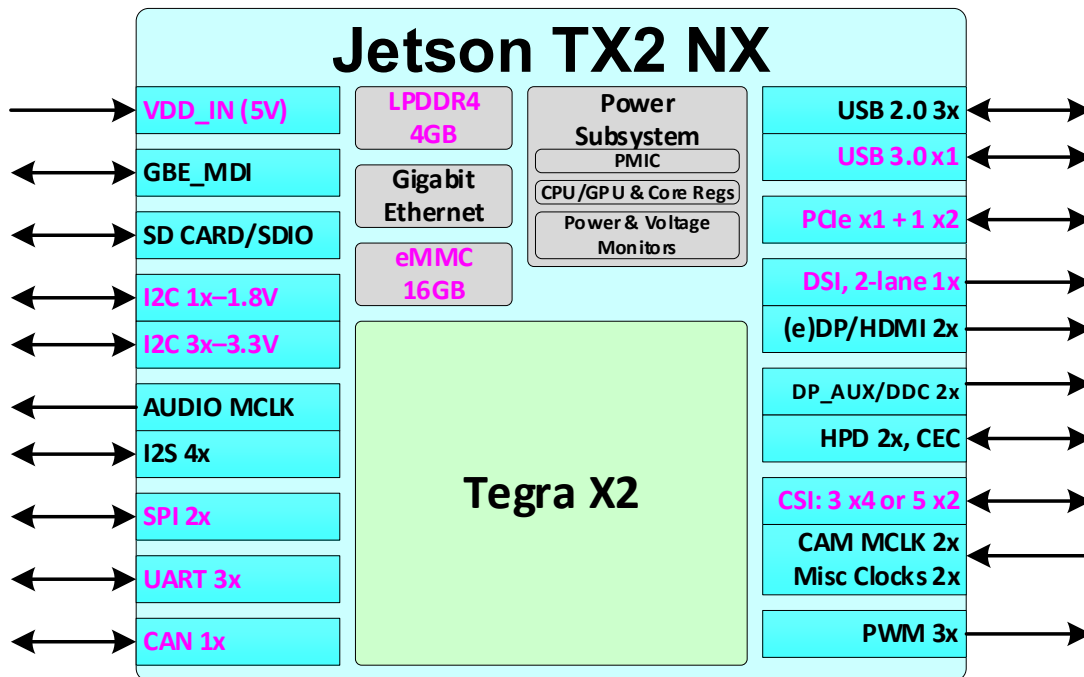 Jetson TX2 NX
VDD_IN (5V)
GBE_MDI
SD CARD/SDIO
I2C 1x–1.8V
I2C 3x–3.3V
AUDIO MCLK
I2S 4x
SPI 2x
UART 3x
CAN 1x
LPDDR4
4GB
Gigabit
Ethernet
eMMC
16GB
Power
Subsystem
PMIC
CPU/GPU & Core Regs
Power & Voltage
Monitors
Tegra X2
USB 2.0 3x
USB 3.0 x1
PCIe x1 + 1 x2
DSI, 2-lane 1x
(e)DP/HDMI 2x
DP_AUX/DDC 2x
HPD 2x, CEC
CSI: 3 x4 or 5 x2
CAM MCLK 2x
Misc Clocks 2x
PWM 3x